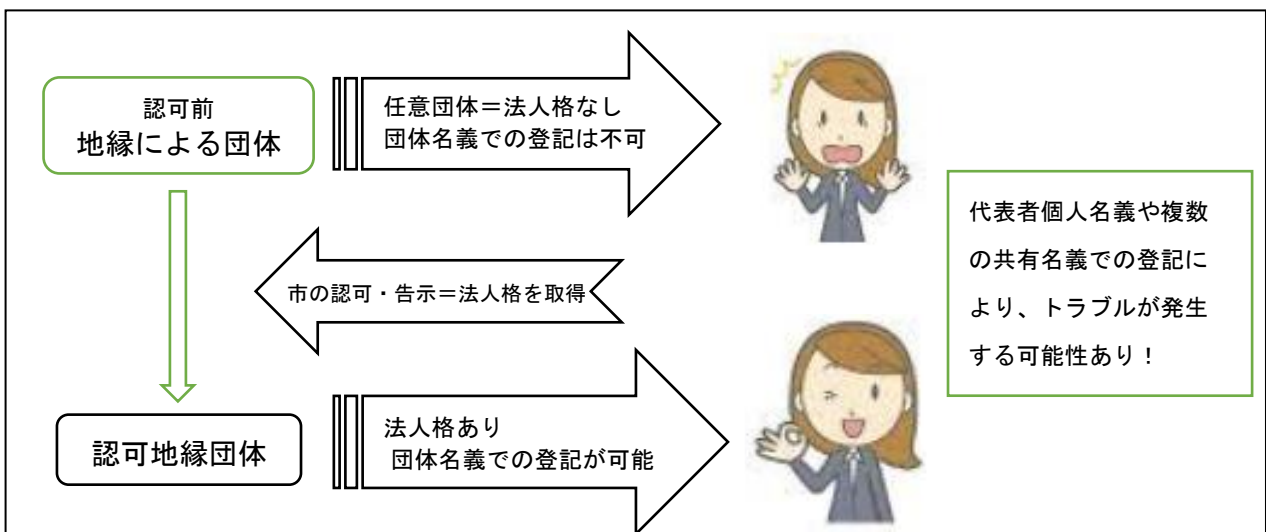 認可前
地縁による団体
任意団体＝法人格なし
団体名義での登記は不可
代表者個人名義や複数
の共有名義での登記に
より、トラブルが発生
する可能性あり！
市の認可・告示＝法人格を取得
認可地縁団体
法人格あり
団体名義での登記が可能